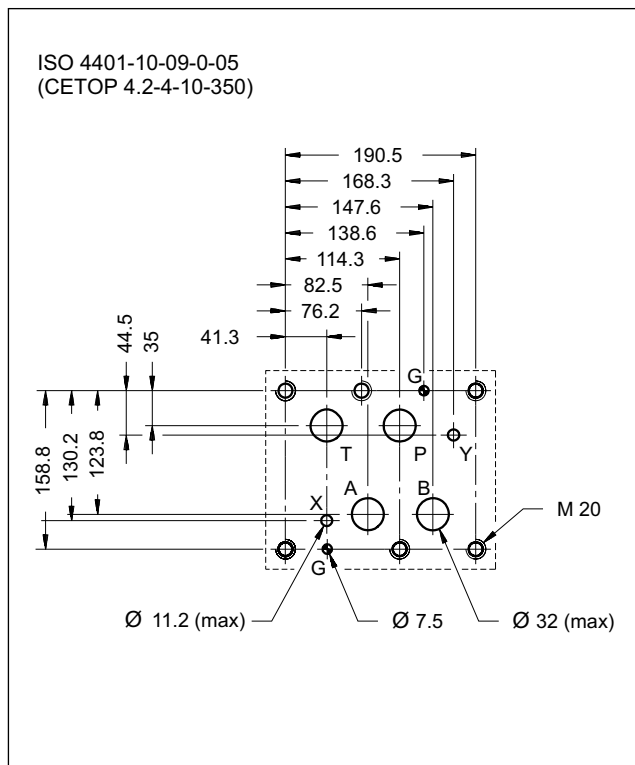 ISO 4401-10-09-0-05
(CETOP 4.2-4-10-350)
190.5
168.3
147.6
138.6
114.3
82.5
76.2
41.3
44.5
35
G
T
P
Y
158.8
130.2
123.8
A
B
X
M 20
G
Ø 11.2 (max)
Ø 7.5
Ø 32 (max)